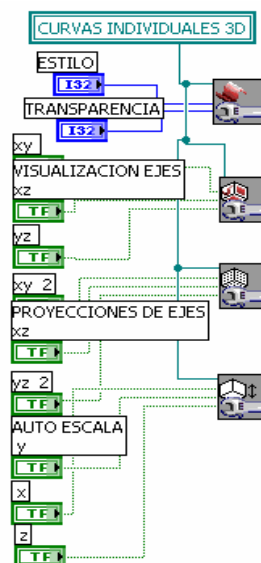 CURVAS INDIVIDUALES 3D
ESTILO
I32
TRANSPARENCIA
I32
xy
VISUALIZACION EJES
xz
TF
yz
TF
xy 2
PROYECCIONES DE EJES
xz
TF
yz 2
TF
AUTO ESCALA
y
TF
x
TF
z
TF